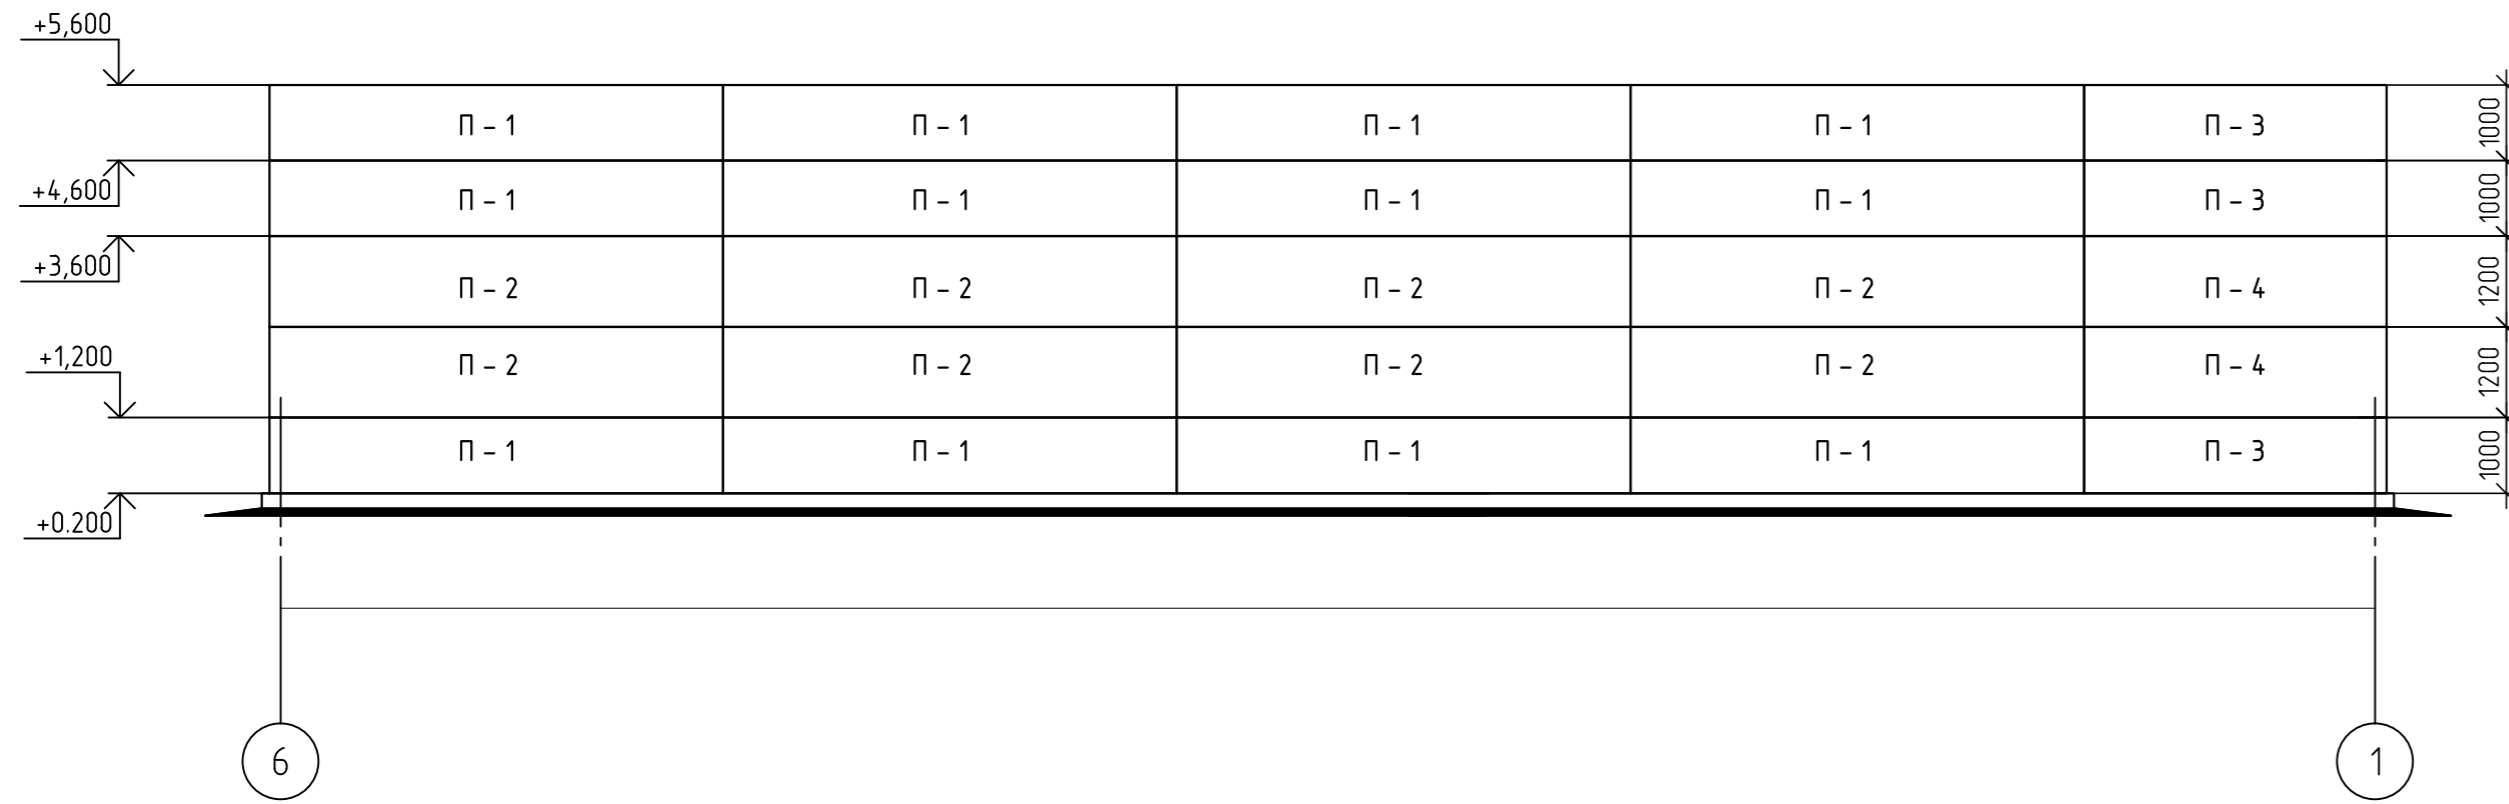 +5,600
П - 1 П - 1 П - 1 П - 1 П - 3 1000
+4,600 П - 1 П - 1 П - 1 П - 1 П - 3 1000
+3,600 П - 2 П - 2 П - 2 П - 2 П - 4 1200
+1,200 П - 2 П - 2 П - 2 П - 2 П - 4 1200
П - 1 П - 1 П - 1 П - 1 П - 3 1000
+0.200
6 1